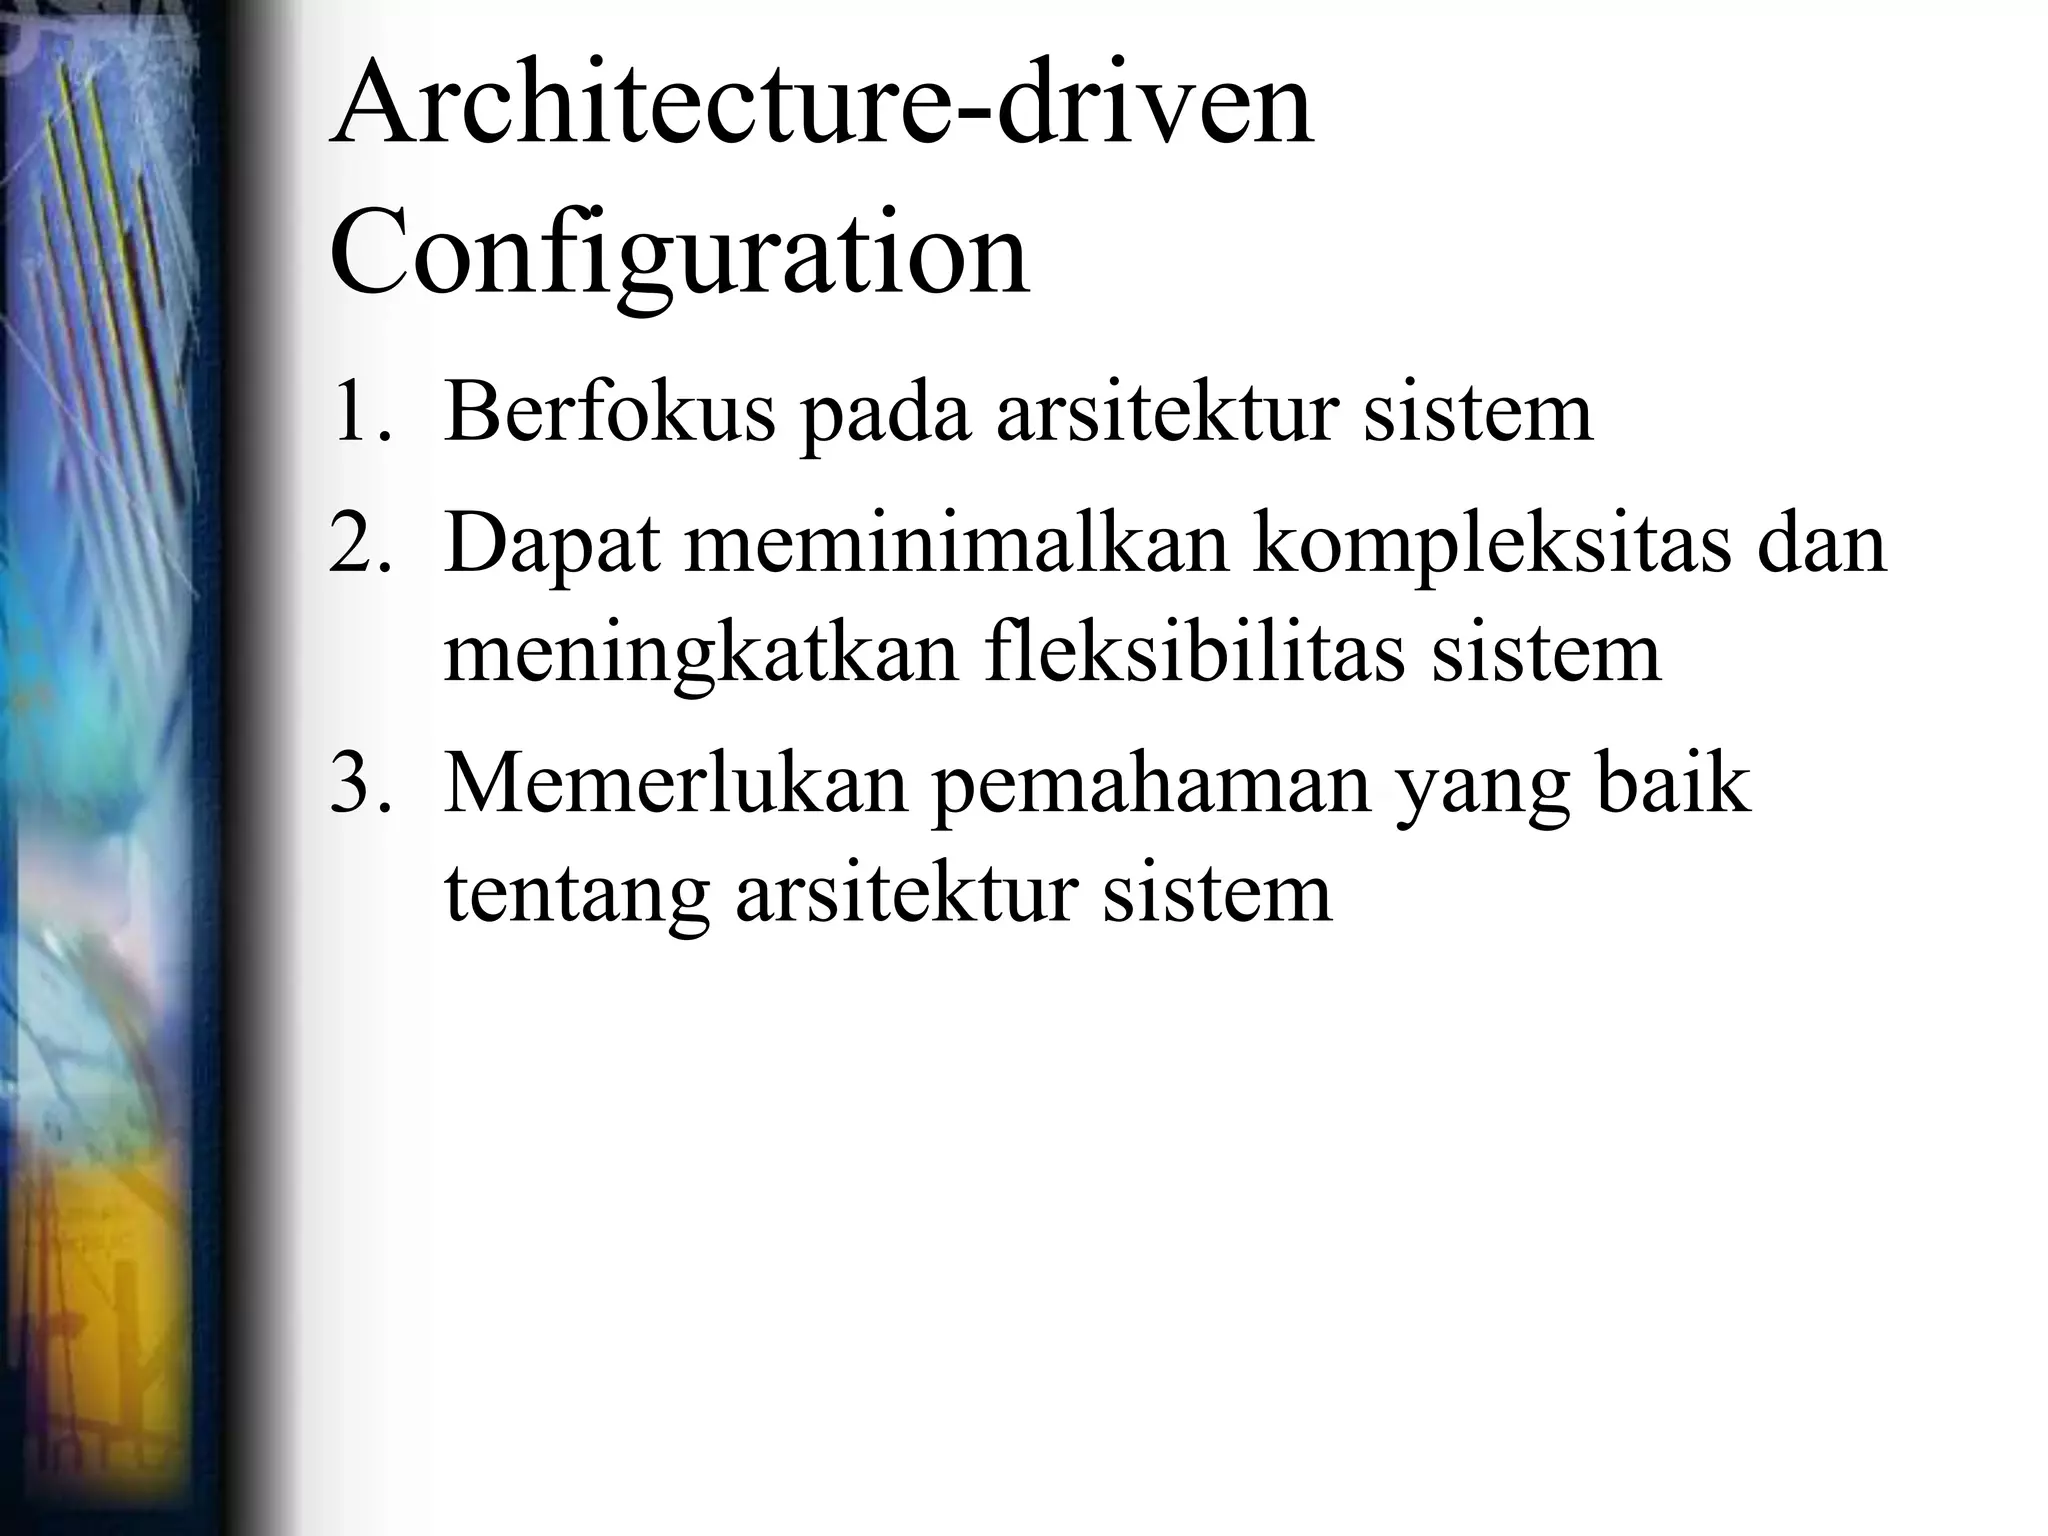 Architecture-driven
Configuration
1. Berfokus pada arsitektur sistem
2. Dapat meminimalkan kompleksitas dan
meningkatkan fleksibilitas sistem
3. Memerlukan pemahaman yang baik
tentang arsitektur sistem